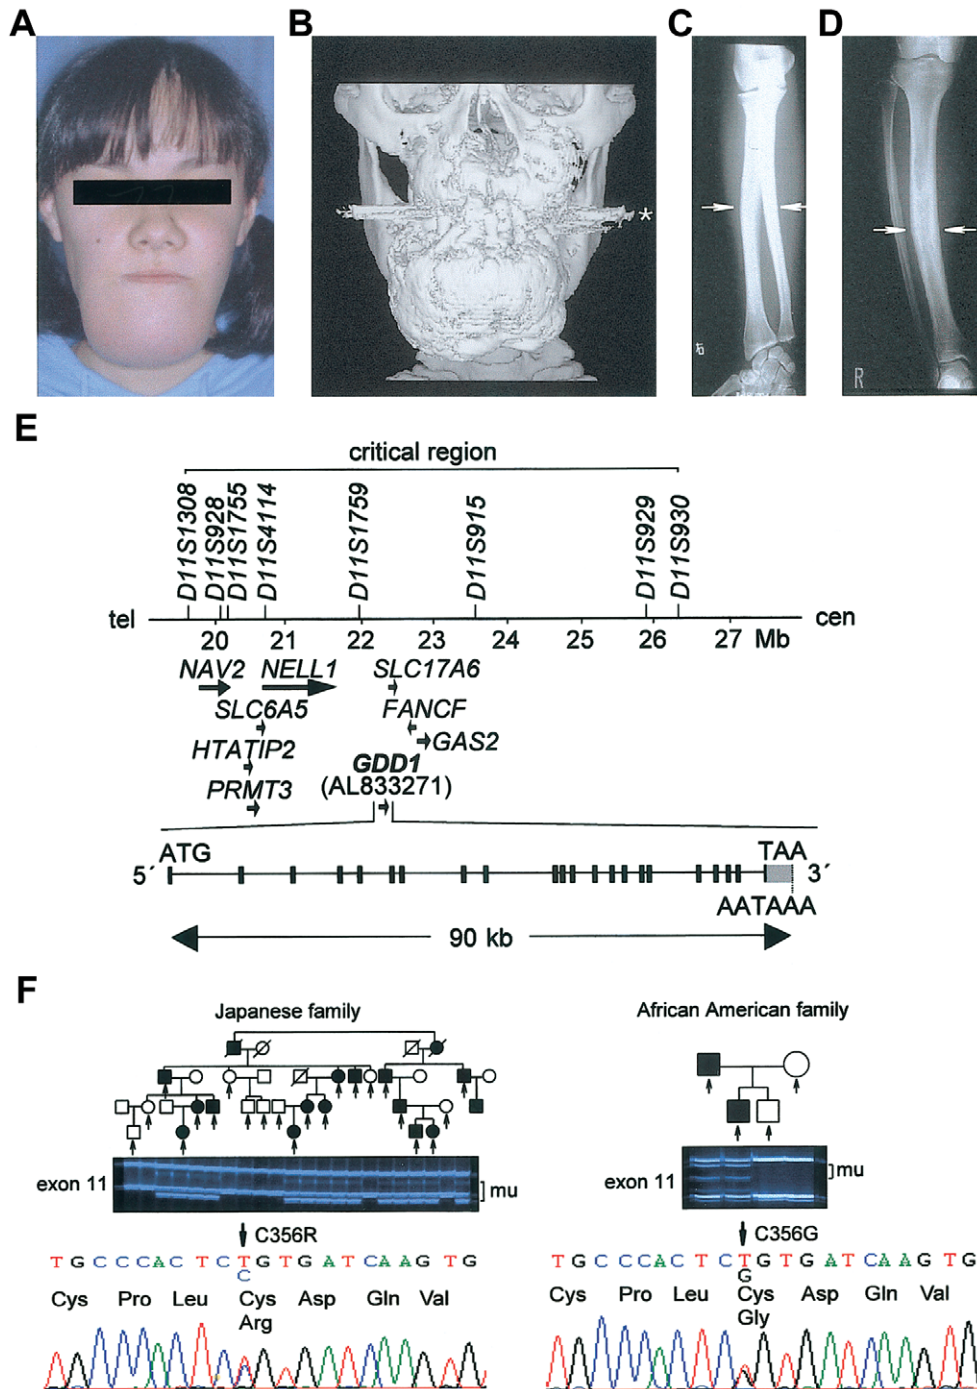 A
B
C
D
*
R
E
critical region
D11S1308
D11S928
D11S1755
D11S4114
D11S1759
D11S915
D11S929
D11S930
tel
cen
20 21 22 23 24 25 26 27 Mb
NAV2 NELL1 SLC17A6
SLC6A5 FANCF
HTATIP2 GAS2
GDD1
PRMT3 (AL833271)
ATG TAA
5´ 3´
AATAAA
90 kb
F
Japanese family
African American family
exon 11 mu
exon 11 mu
C356R
T G C C C A C T C T G T G A T C A A G T G
C
Cys Pro Leu Cys Asp Gln Val
Arg
C356G
T G C C C A C T C T G T G A T C A A G T G
G
Cys Pro Leu Cys Asp Gln Val
Gly